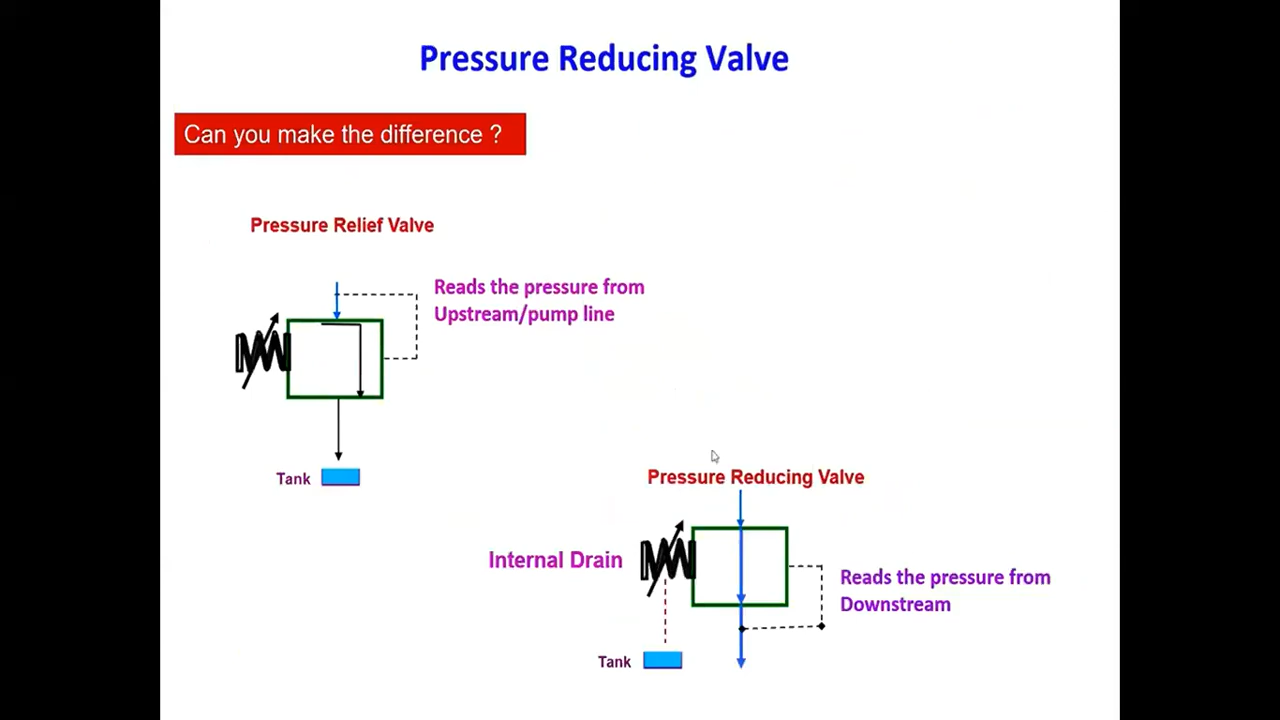 Pressure Reducing Valve
Can you make the difference ?
Pressure Relief Valve
Reads the pressure from
Upstream/pump line
Tank
Pressure Reducing Valve
Internal Drain
Reads the pressure from
Downstream
Tank